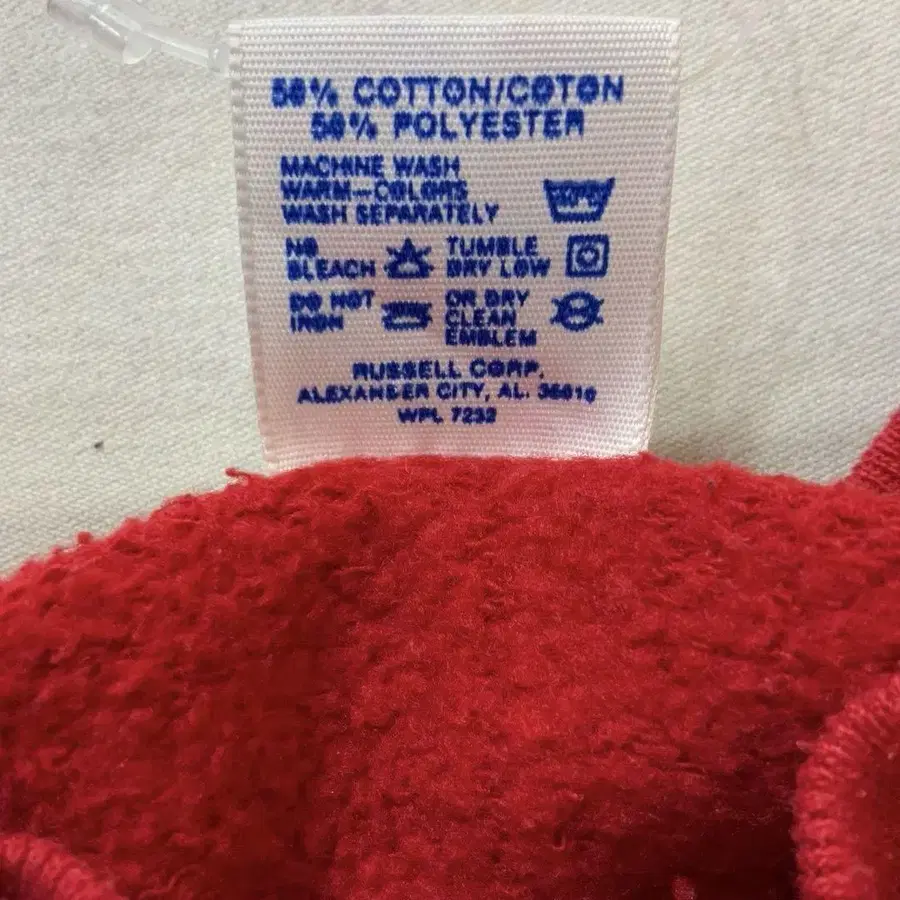 50% COTTON/COTON
50% POLYESTER
MACHINE WASH
WARM-COLORS
WASH SEPARATELY
NO
BLEACH
TUMBLE
DRY LOW
DO NOT
IRON
OR DRY
CLEAN
EMBLEM
RUSSELL CORP.
ALEXANDER CITY, AL. 35010
WPL 7233